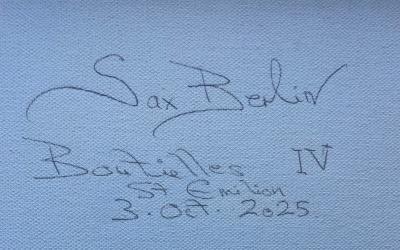 Sax Berlin
Boutielles IV
St Emilion
3. Oct. 2025.